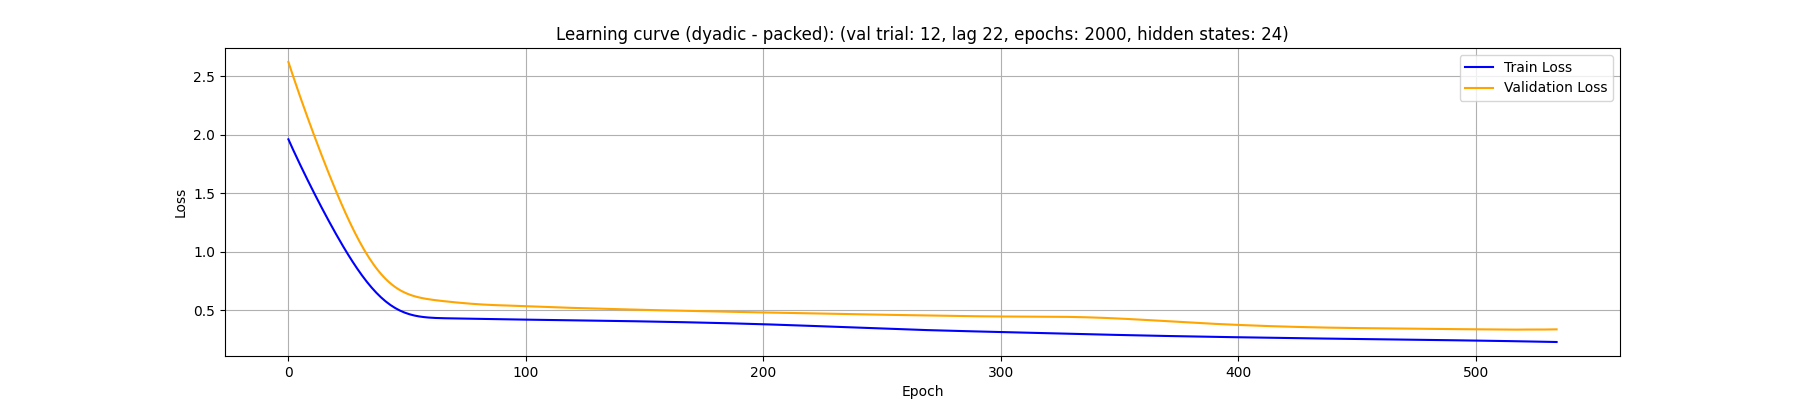 Learning curve (dyadic - packed): (val trial: 12, lag 22, epochs: 2000, hidden states: 24)
Train Loss
Validation Loss
2.5
2.0
1.5
1.0
0.5
Loss
0
100
200
300
400
500
Epoch